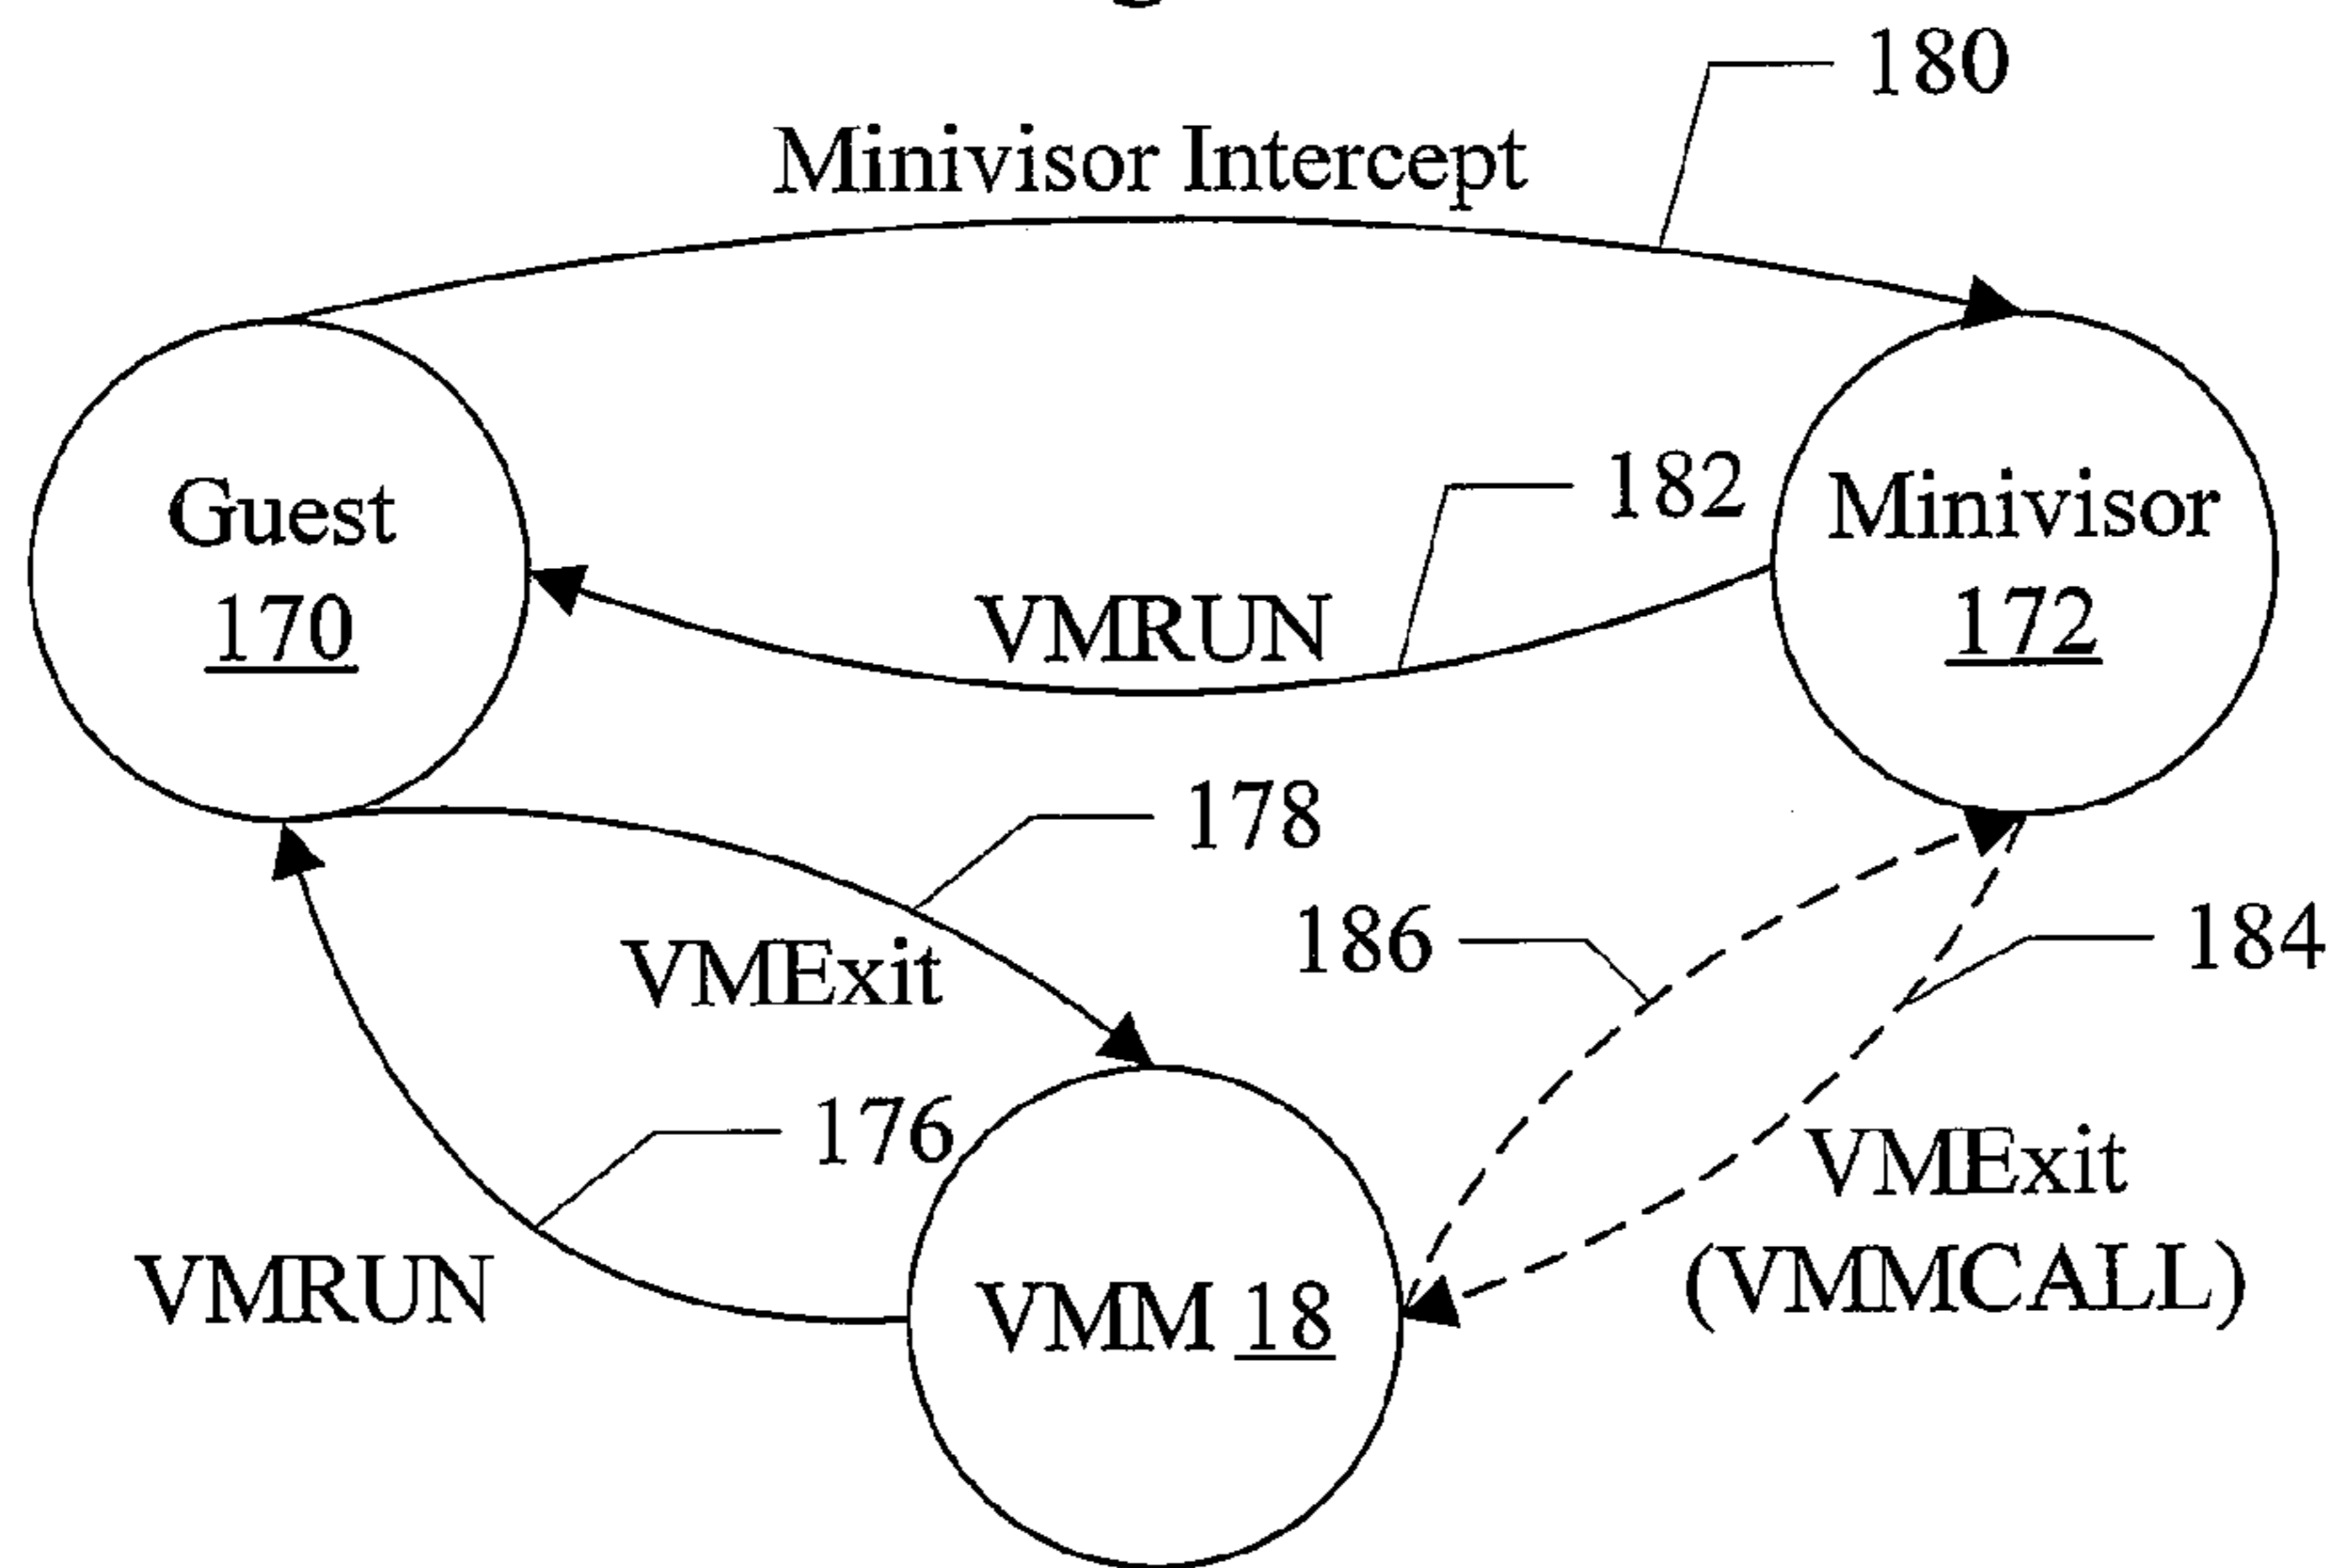 180
Minivisor Intercept
Guest
170
182
Minivisor
172
VMRUN
178
VMExit
186
184
176
VMExit
(VMMCALL)
VMRUN
VMM 18